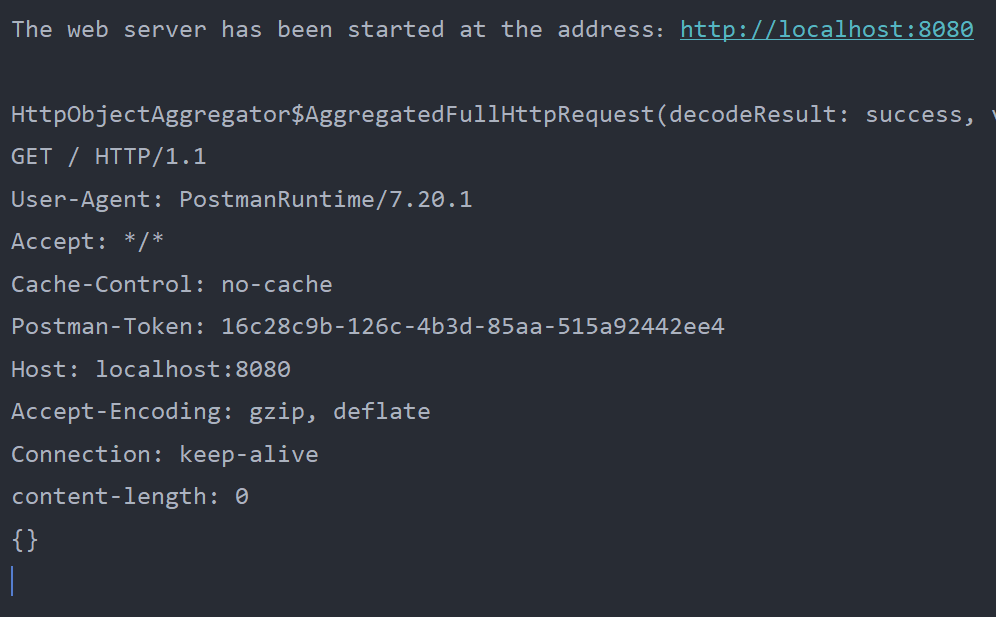 The web server has been started at the address: http://localhost:8080
HttpObjectAggregator$AggregatedFullHttpRequest(decodeResult: success,
GET / HTTP/1.1
User-Agent: PostmanRuntime/7.20.1
Accept: */*
Cache-Control: no-cache
Postman-Token: 16c28c9b-126c-4b3d-85aa-515a92442ee4
Host: localhost:8080
Accept-Encoding: gzip, deflate
Connection: keep-alive
content-length: 0
{}